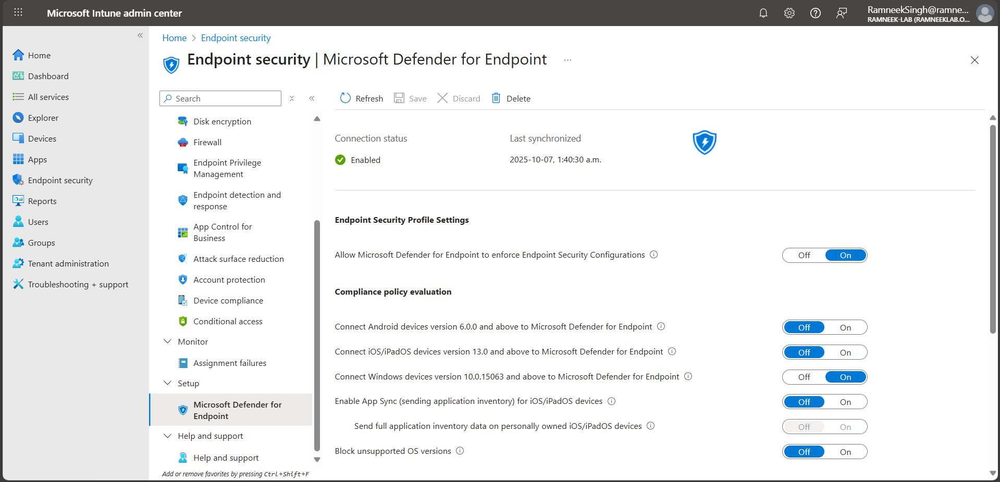 Microsoft Intune admin center
RamneekSingh@ramne...
RAMNEEK-LAB (RAMNEEKLAB.O...
Home
Dashboard
All services
Explorer
Devices
Apps
Endpoint security
Reports
Users
Groups
Tenant administration
Troubleshooting + support
Home > Endpoint security
Endpoint security | Microsoft Defender for Endpoint ...
Search
Disk encryption
Firewall
Endpoint Privilege
Management
Endpoint detection and
response
App Control for
Business
Attack surface reduction
Account protection
Device compliance
Conditional access
Monitor
Assignment failures
Setup
Microsoft Defender for
Endpoint
Help and support
Help and support
Add or remove favorites by pressing Ctrl+Shift+F
Refresh Save Discard Delete
Connection status Last synchronized
Enabled 2025-10-07, 1:40:30 a.m.
Endpoint Security Profile Settings
Allow Microsoft Defender for Endpoint to enforce Endpoint Security Configurations Off On
Compliance policy evaluation
Connect Android devices version 6.0.0 and above to Microsoft Defender for Endpoint Off On
Connect iOS/iPadOS devices version 13.0 and above to Microsoft Defender for Endpoint Off On
Connect Windows devices version 10.0.15063 and above to Microsoft Defender for Endpoint Off On
Enable App Sync (sending application inventory) for iOS/iPadOS devices Off On
Send full application inventory data on personally owned iOS/iPadOS devices Off On
Block unsupported OS versions Off On